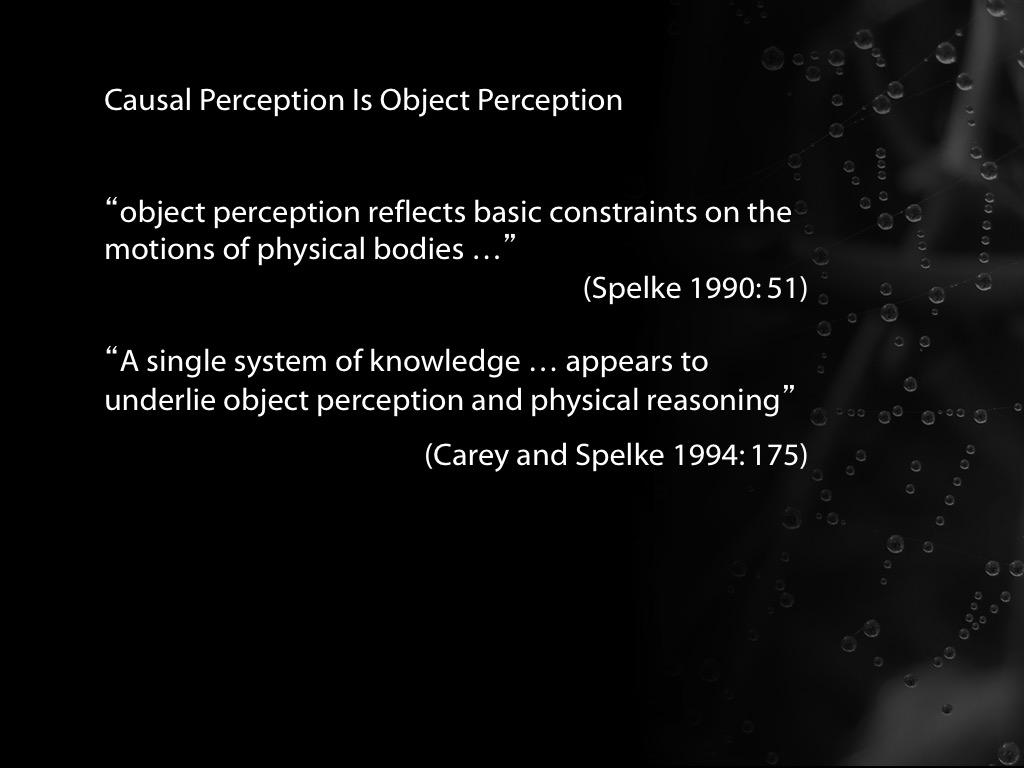 Causal Perception Is Object Perception
“object perception reflects basic constraints on the
motions of physical bodies …”
(Spelke 1990: 51)
“A single system of knowledge … appears to
underlie object perception and physical reasoning”
(Carey and Spelke 1994: 175)